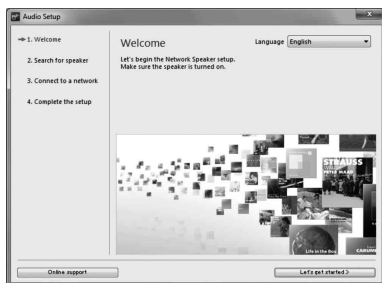 Audio Setup
1. Welcome
2. Search for speaker
3. Connect to a network
4. Complete the setup
Welcome
Language English
Let's begin the Network Speaker setup.
Make sure the speaker is turned on.
STRAUSS
Life in the
Online support
Let's get started >